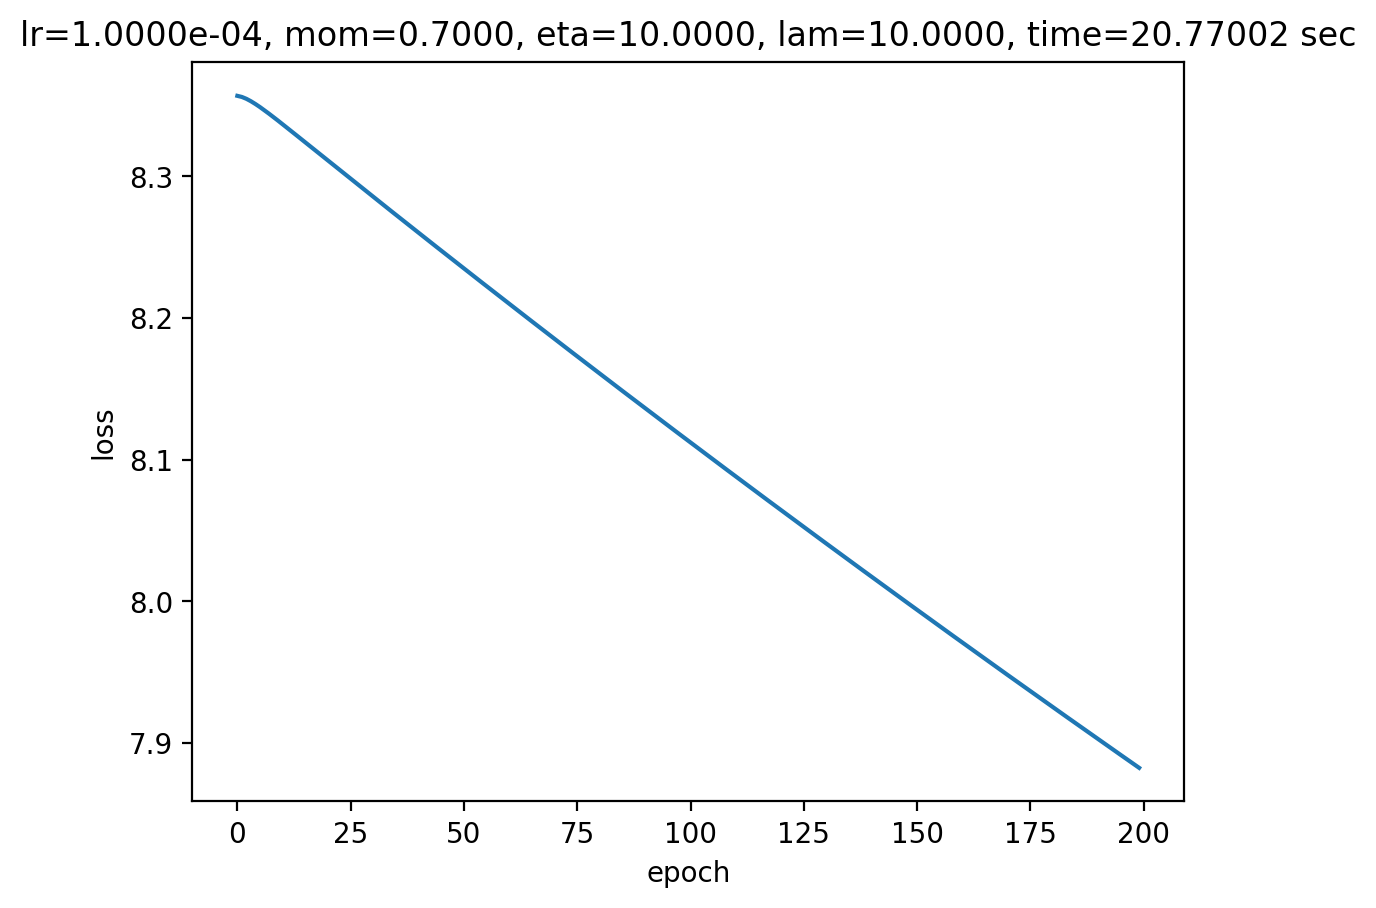 lr=1.0000e-04, mom=0.7000, eta=10.0000, lam=10.0000, time=20.77002 sec
8.3
8.2
8.1
8.0
7.9
loss
0 25 50 75 100 125 150 175 200
epoch